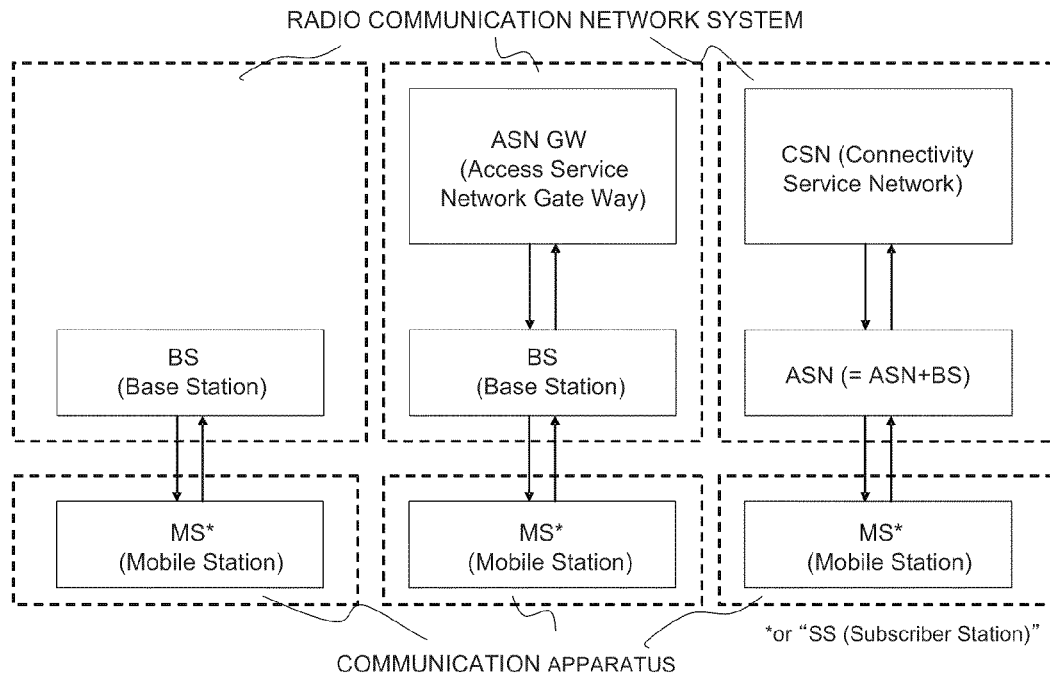 RADIO COMMUNICATION NETWORK SYSTEM
ASN GW
(Access Service
Network Gate Way)
CSN (Connectivity
Service Network)
BS
(Base Station)
BS
(Base Station)
ASN (= ASN+BS)
MS*
(Mobile Station)
MS*
(Mobile Station)
MS*
(Mobile Station)
*or “SS (Subscriber Station)”
COMMUNICATION APPARATUS